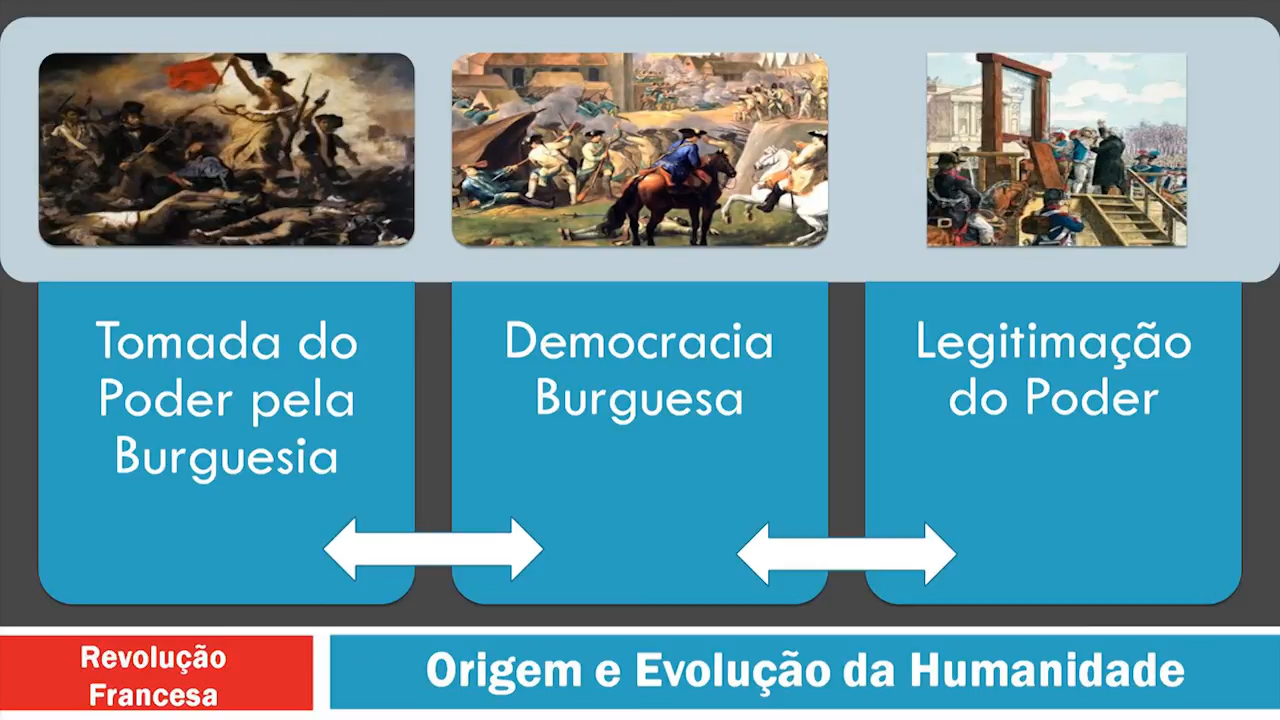 Tomada do
Poder pela
Burguesia
Democracia
Burguesa
Legitimação
do Poder
Revolução
Francesa
Origem e Evolução da Humanidade